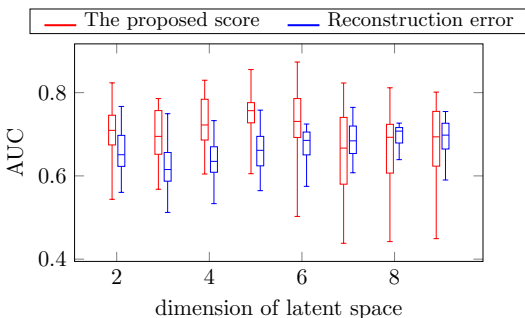 The proposed score
Reconstruction error
0.8
0.6
0.4
AUC
2
4
6
8
dimension of latent space